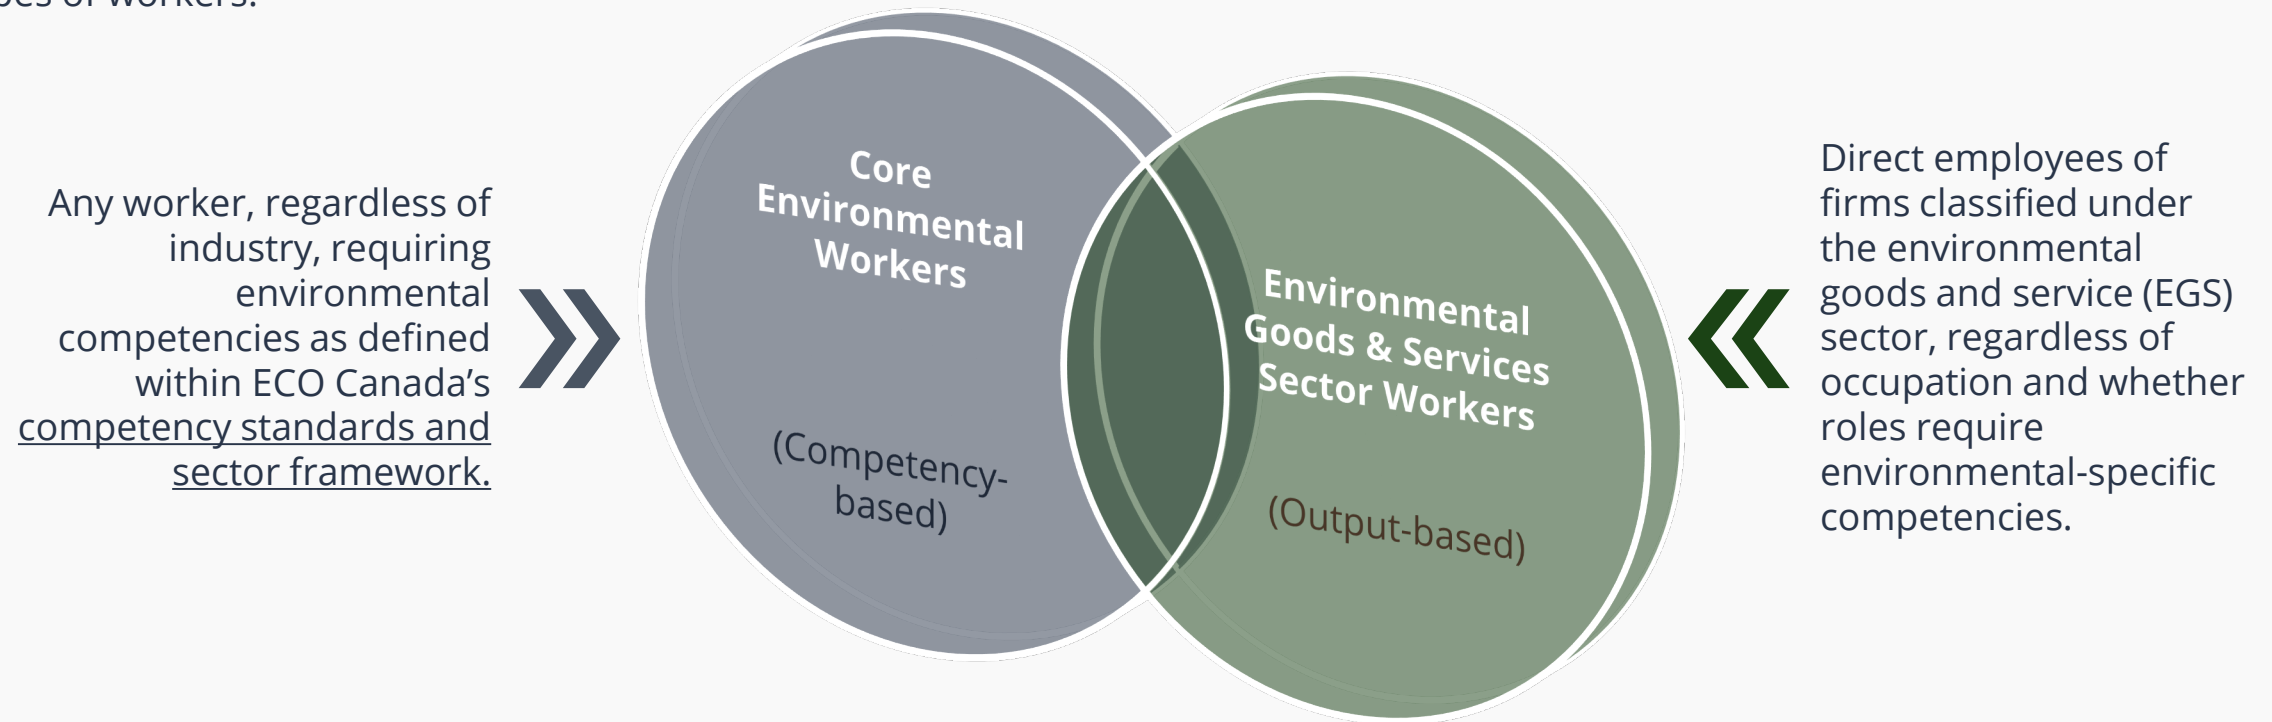 of workers.
Any worker, regardless of
industry, requiring
environmental
competencies as defined
within ECO Canada’s
competency standards and
sector framework.
Core
Environmental
Workers
(Competency-
based)
Environmental
Goods & Services
Sector Workers
(Output-based)
Direct employees of
firms classified under
the environmental
goods and service (EGS)
sector, regardless of
occupation and whether
roles require
environmental-specific
competencies.